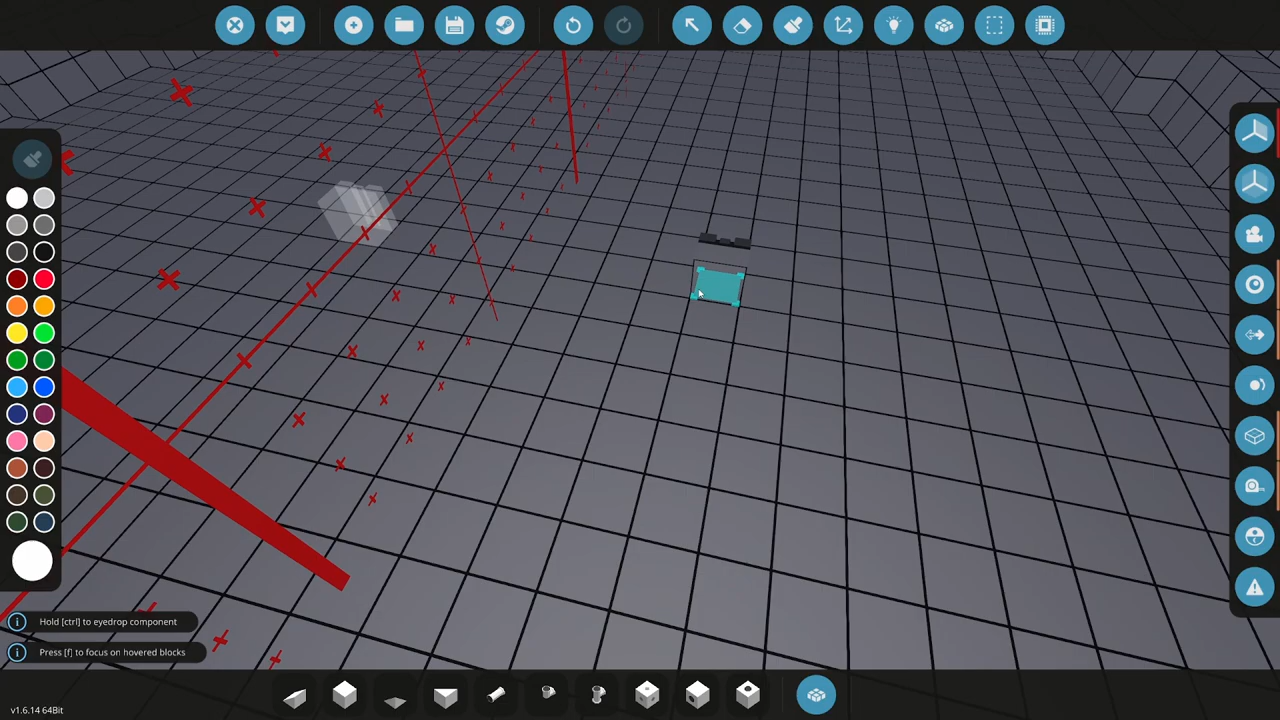 Hold [ctrl] to eyedrop component
Press [f] to focus on hovered blocks
v1.6.14 64Bit